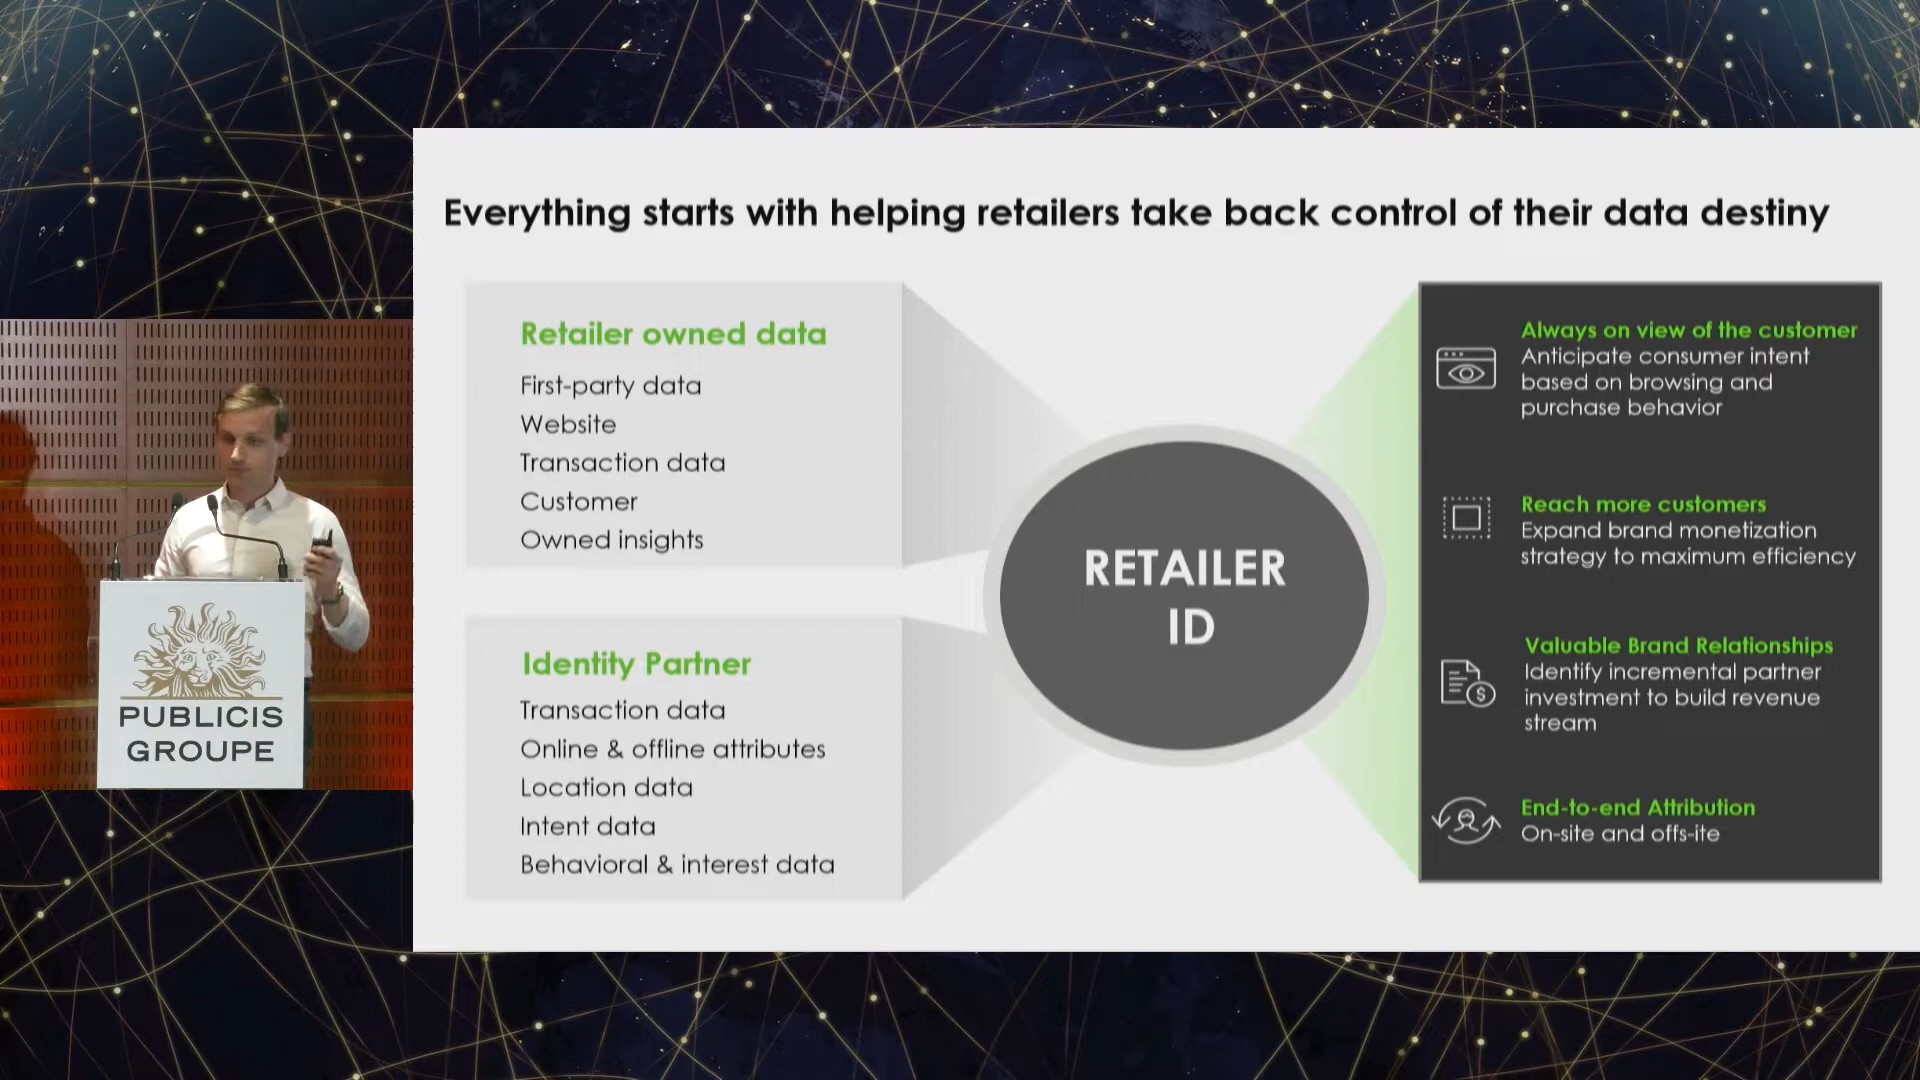 Everything starts with helping retailers take back control of their data destiny
Retailer owned data
First-party data
Website
Transaction data
Customer
Owned insights
Identity Partner
Transaction data
Online & offline attributes
Location data
Intent data
Behavioral & interest data
RETAILER
ID
Always on view of the customer
Anticipate consumer intent
based on browsing and
purchase behavior
Reach more customers
Expand brand monetization
strategy to maximum efficiency
Valuable Brand Relationships
Identify incremental partner
investment to build revenue
stream
End-to-end Attribution
On-site and offs-ite
PUBLICIS
GROUPE